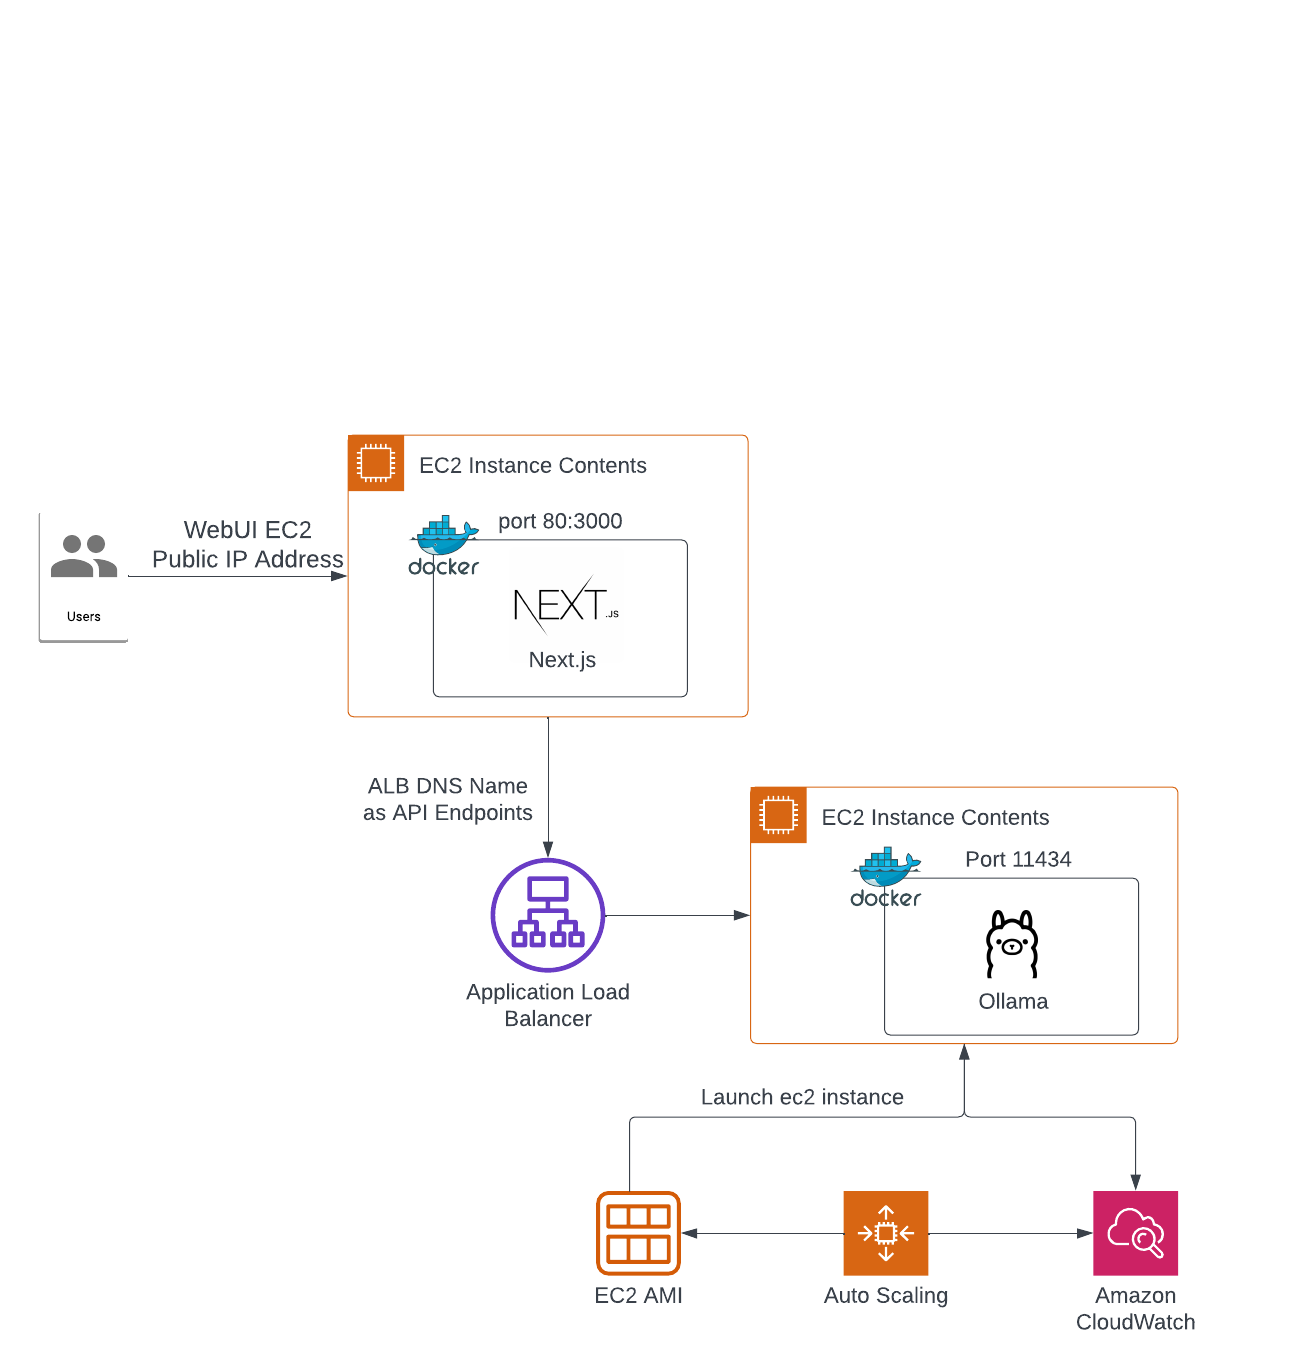 EC2 Instance Contents
port 80:3000
docker
NEXT.JS
Next.js
WebUI EC2
Public IP Address
Users
ALB DNS Name
as API Endpoints
Application Load
Balancer
EC2 Instance Contents
Port 11434
docker
Ollama
Launch ec2 instance
EC2 AMI
Auto Scaling
Amazon
CloudWatch